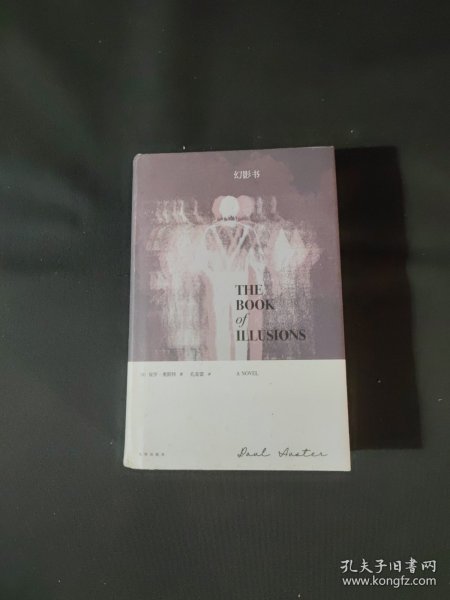 幻影书
THE
BOOK
of
ILLUSIONS
A NOVEL
Paul Auster
孔夫子旧书网
www.kongfz.com